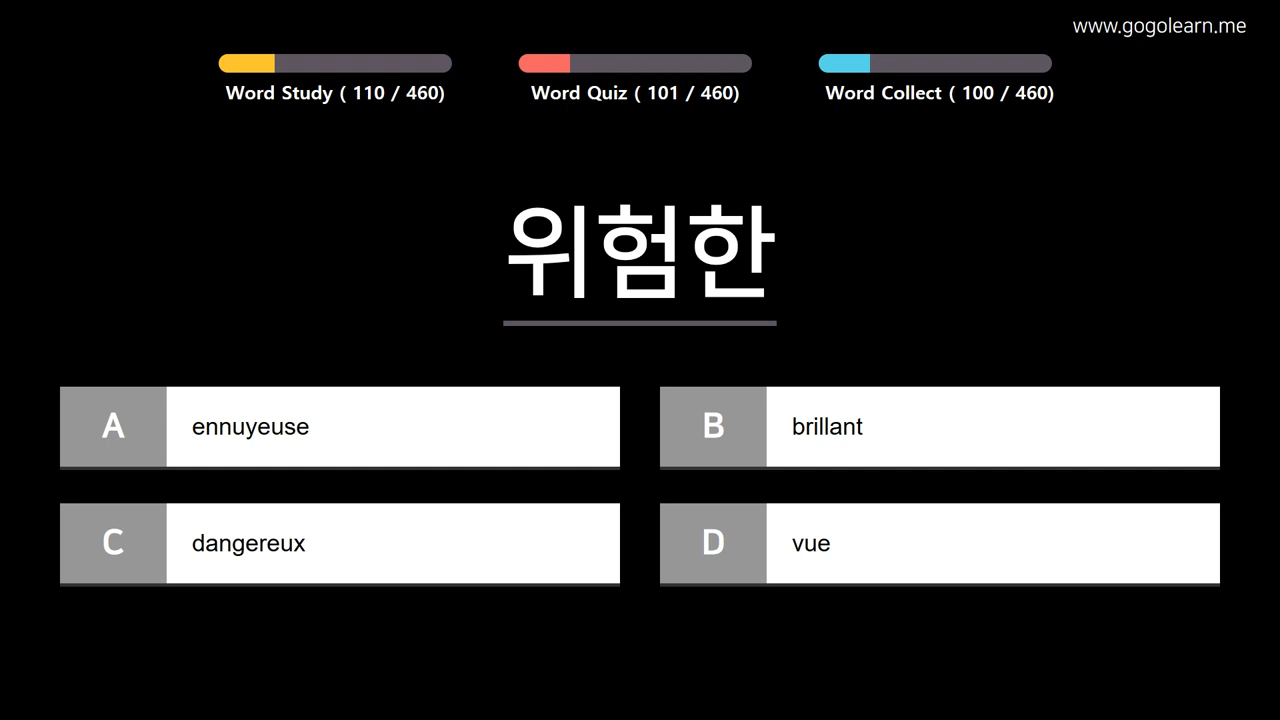 www.gogolearn.me
Word Study ( 110 / 460)
Word Quiz ( 101 / 460)
Word Collect ( 100 / 460)
위험한
A ennuyeuse
B brillant
C dangereux
D vue